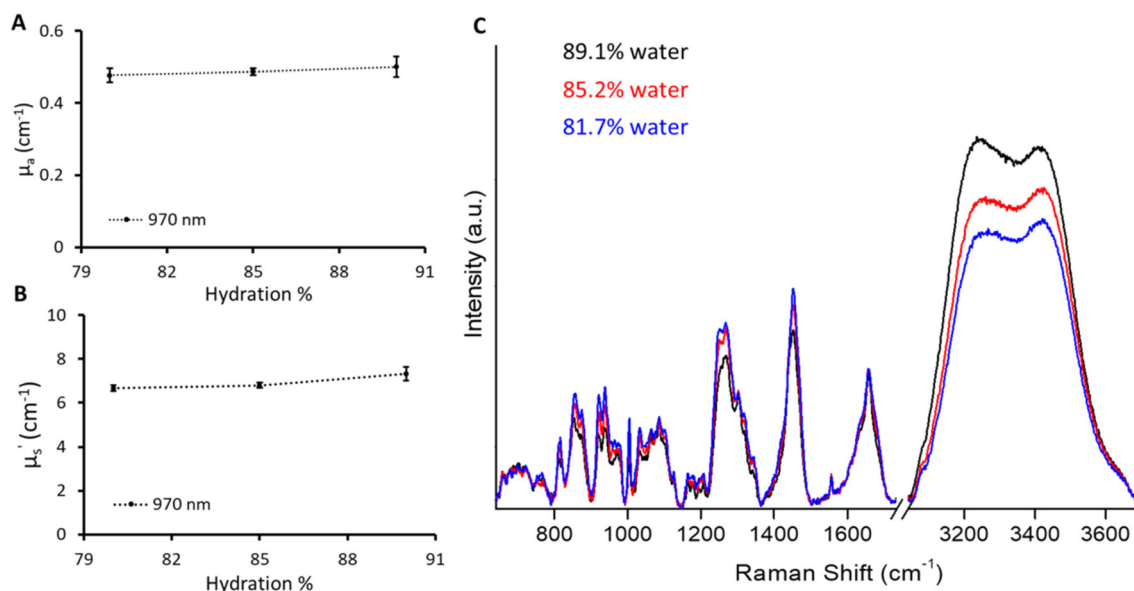 A
0.6
0.4
0.2
0
μa (cm-1)
970 nm
79 82 85 88 91
Hydration %
B
10
8
6
4
2
0
μs' (cm-1)
970 nm
79 82 85 88 91
Hydration %
C
89.1% water
85.2% water
81.7% water
Intensity (a.u.)
800 1000 1200 1400 1600 3200 3400 3600
Raman Shift (cm-1)